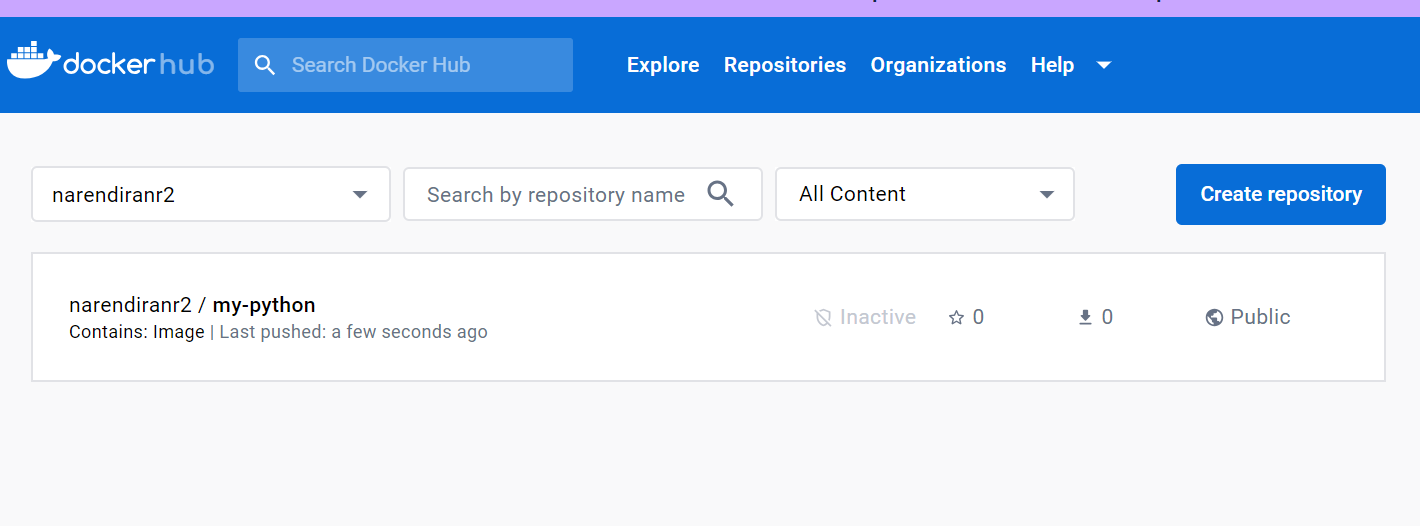 docker hub
Search Docker Hub
Explore
Repositories
Organizations
Help
narendiranr2
Search by repository name
All Content
Create repository
narendiranr2 / my-python
Contains: Image | Last pushed: a few seconds ago
Inactive
0
0
Public